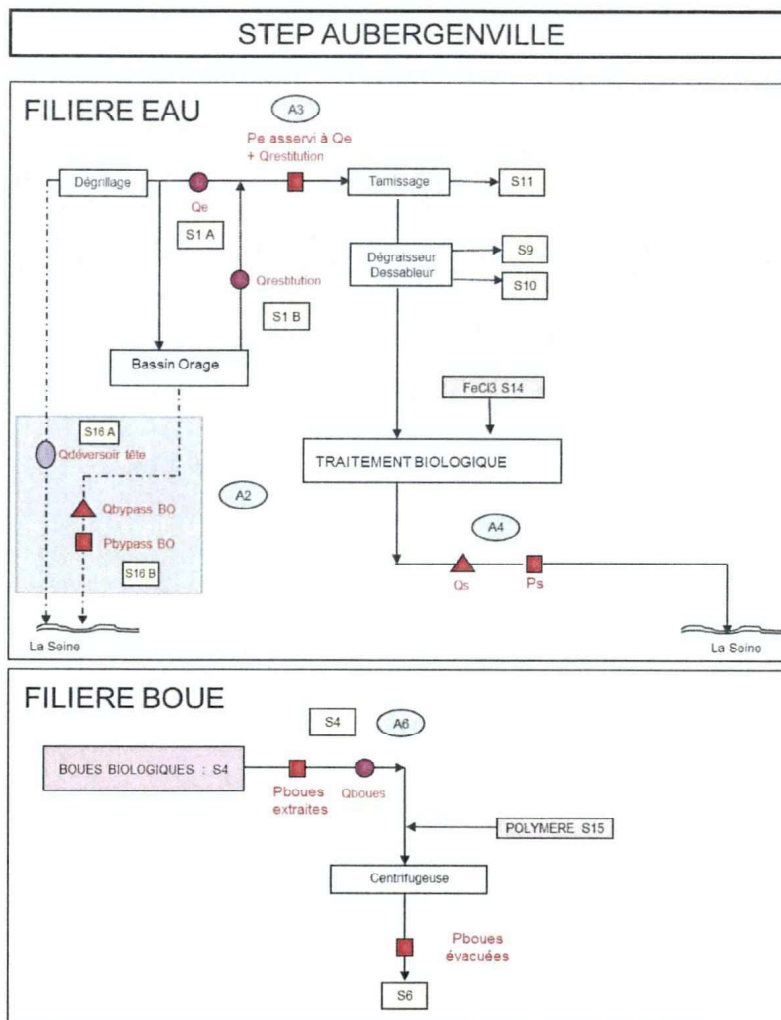 STEP AUBERGENVILLE
FILIERE EAU
A3
Pe asservi à Qe
+ Qrestitution
Dégrillage
Tamissage
S11
Qe
S1 A
Dégraisseur
Dessableur
S9
S10
Qrestitution
S1 B
Bassin Orage
FeCl3 S14
S16 A
Qdéversoir tête
TRAITEMENT BIOLOGIQUE
A2
Qbypass BO
Pbypass BO
S16 B
A4
Qs
Ps
La Seine
La Seine
FILIERE BOUE
S4
A6
BOUES BIOLOGIQUES : S4
Pboues
extraites
Qboues
POLYMERE S15
Centrifugeuse
Pboues
évacuées
S6